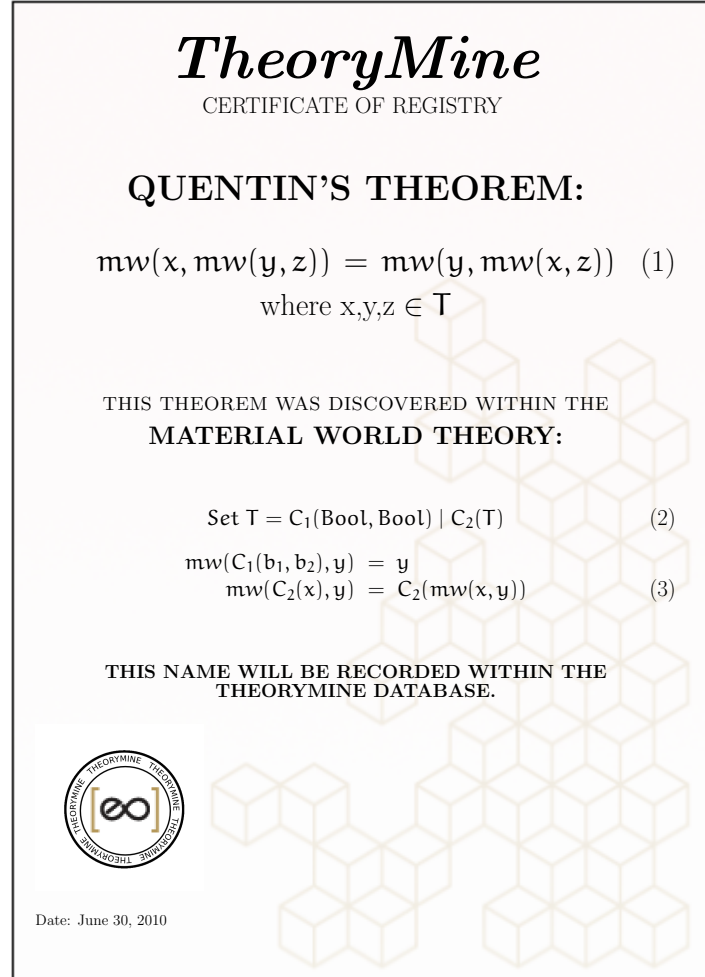 TheoryMine
CERTIFICATE OF REGISTRY
QUENTIN'S THEOREM:
mw(x, mw(y, z)) = mw(y, mw(x, z)) (1)
where x,y,z ∈ T
THIS THEOREM WAS DISCOVERED WITHIN THE
MATERIAL WORLD THEORY:
Set T = C₁(Bool, Bool) | C₂(T) (2)
mw(C₁(b₁, b₂), y) = y
mw(C₂(x), y) = C₂(mw(x, y)) (3)
THIS NAME WILL BE RECORDED WITHIN THE
THEORYMINE DATABASE.
THEORYMINE THEORYMINE THEORYMINE THEORYMINE THEORYMINE
Date: June 30, 2010